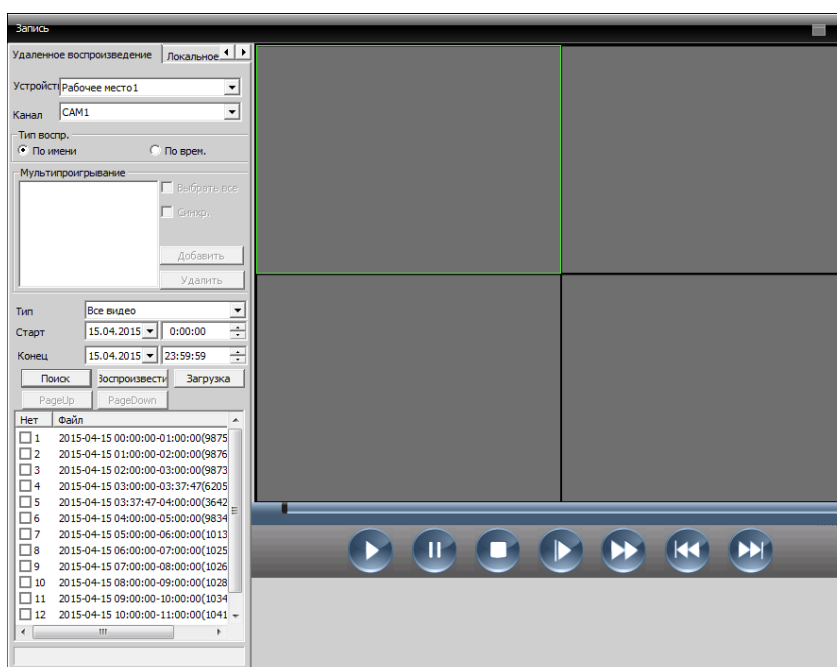 Запись
Удаленное воспроизведение Локальное
Устройст Рабочее место1
Канал CAM1
Тип воспр.
По имени По врем.
Мультипроигрывание
Выбрать все
Синхр.
Добавить
Удалить
Тип Все видео
Старт 15.04.2015 0:00:00
Конец 15.04.2015 23:59:59
Поиск Воспроизвести Загрузка
PageUp PageDown
Нет Файл
1 2015-04-15 00:00:00-01:00:00(9875
2 2015-04-15 01:00:00-02:00:00(9876
3 2015-04-15 02:00:00-03:00:00(9873
4 2015-04-15 03:00:00-03:37:47(6205
5 2015-04-15 03:37:47-04:00:00(3642
6 2015-04-15 04:00:00-05:00:00(9834
7 2015-04-15 05:00:00-06:00:00(1013
8 2015-04-15 06:00:00-07:00:00(1025
9 2015-04-15 07:00:00-08:00:00(1026
10 2015-04-15 08:00:00-09:00:00(1028
11 2015-04-15 09:00:00-10:00:00(1034
12 2015-04-15 10:00:00-11:00:00(1041